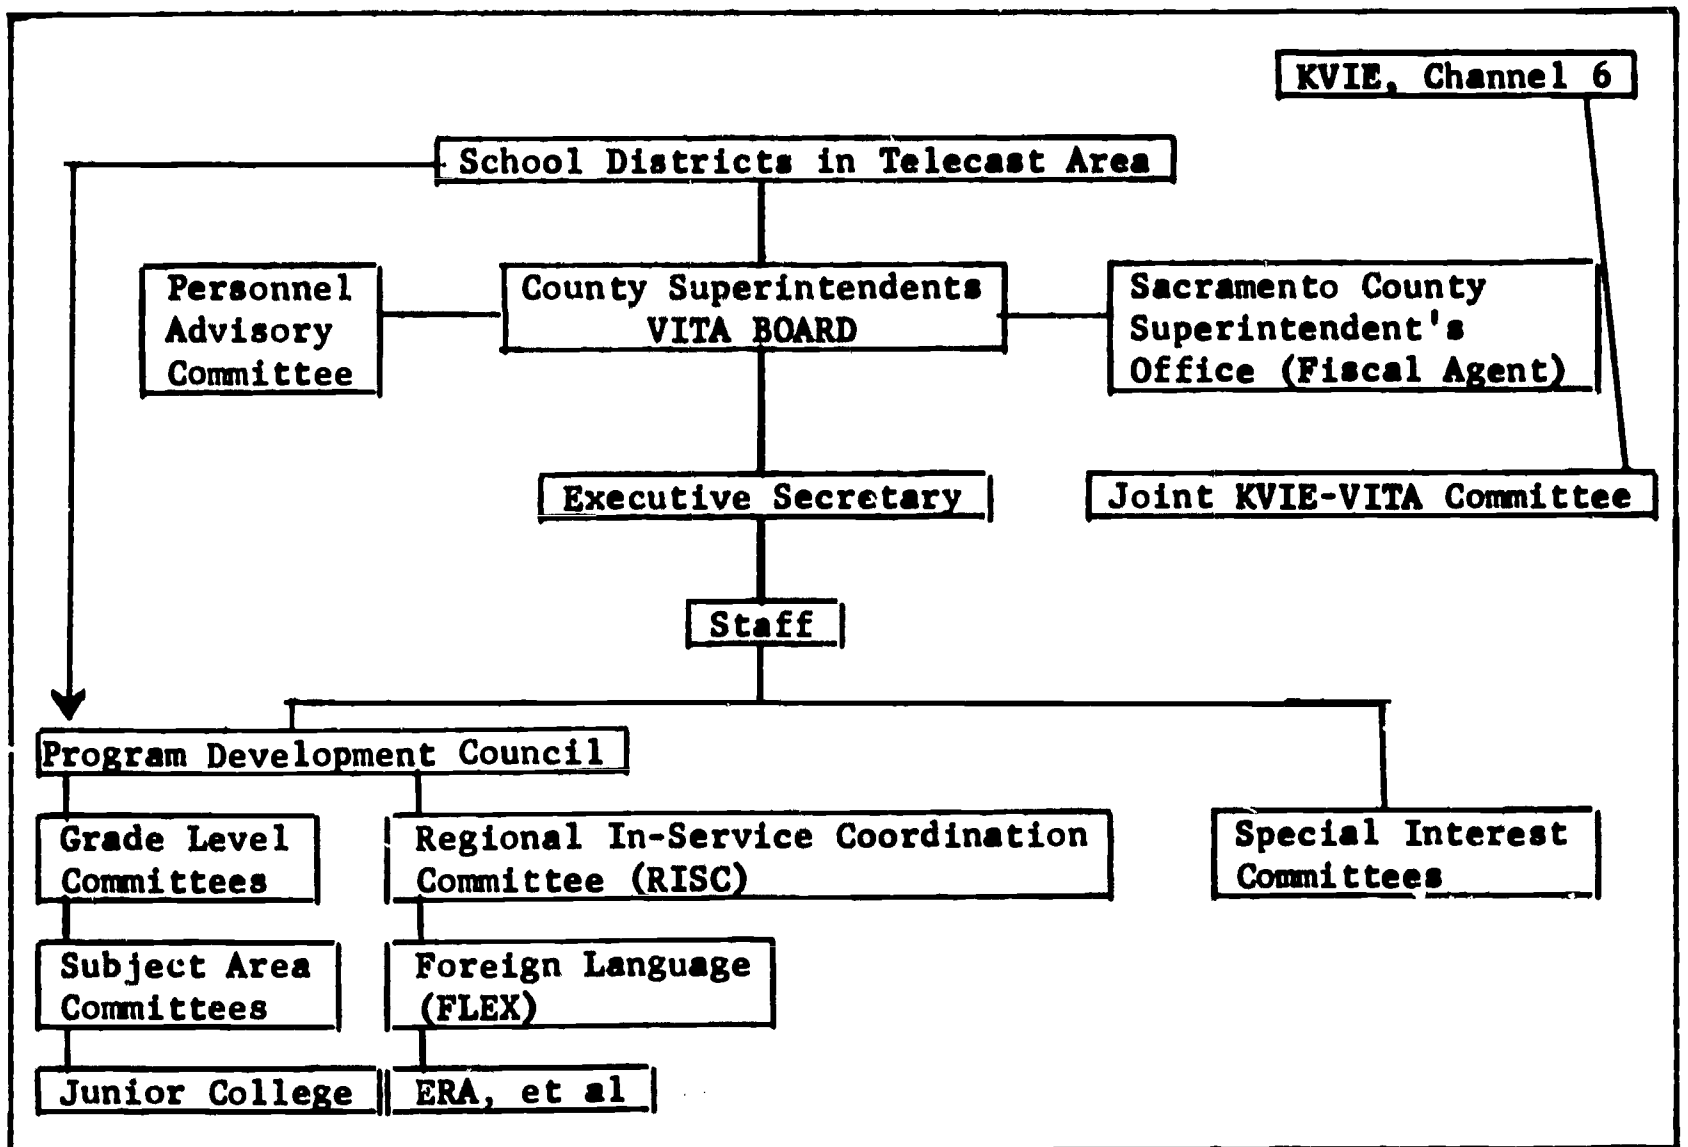 KVIE, Channel 6
School Districts in Telecast Area
Personnel
Advisory
Committee
County Superintendents
VITA BOARD
Sacramento County
Superintendent's
Office (Fiscal Agent)
Executive Secretary
Joint KVIE-VITA Committee
Staff
Program Development Council
Grade Level
Committees
Regional In-Service Coordination
Committee (RISC)
Special Interest
Committees
Subject Area
Committees
Foreign Language
(FLEX)
Junior College
ERA, et al